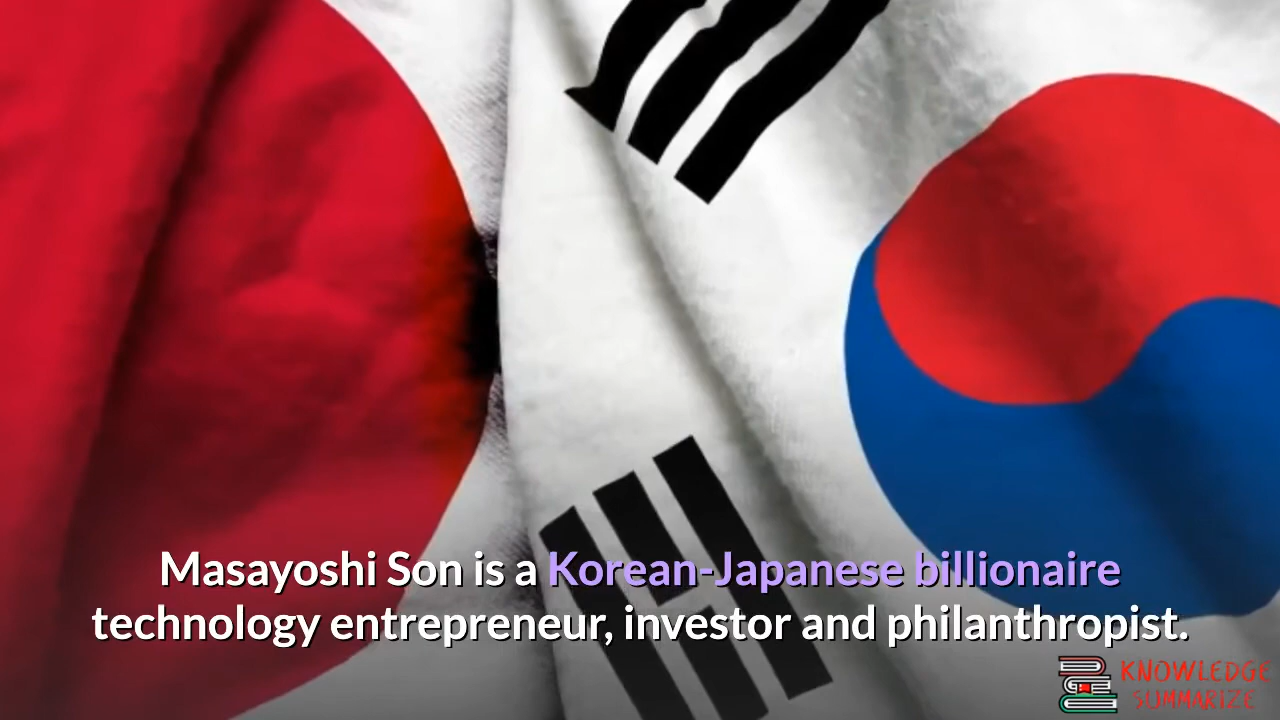 Masayoshi Son is a Korean-Japanese billionaire
technology entrepreneur, investor and philanthropist.
KNOWLEDGE
SUMMARIZE